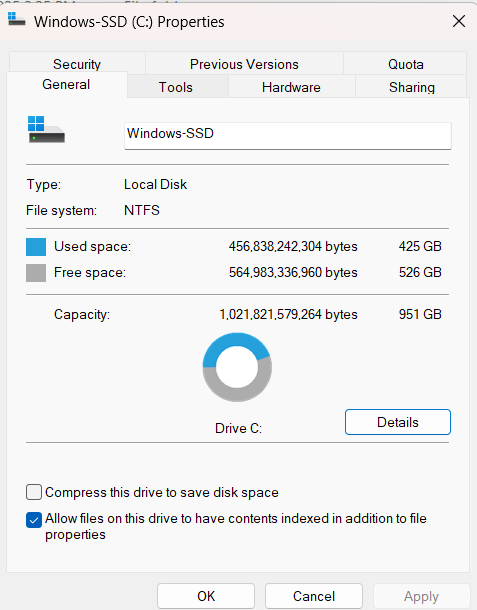 Windows-SSD (C:) Properties
Security Previous Versions Quota
General Tools Hardware Sharing
Windows-SSD
Type: Local Disk
File system: NTFS
Used space: 456,838,242,304 bytes 425 GB
Free space: 564,983,336,960 bytes 526 GB
Capacity: 1,021,821,579,264 bytes 951 GB
Drive C:
Details
Compress this drive to save disk space
Allow files on this drive to have contents indexed in addition to file
properties
OK Cancel Apply